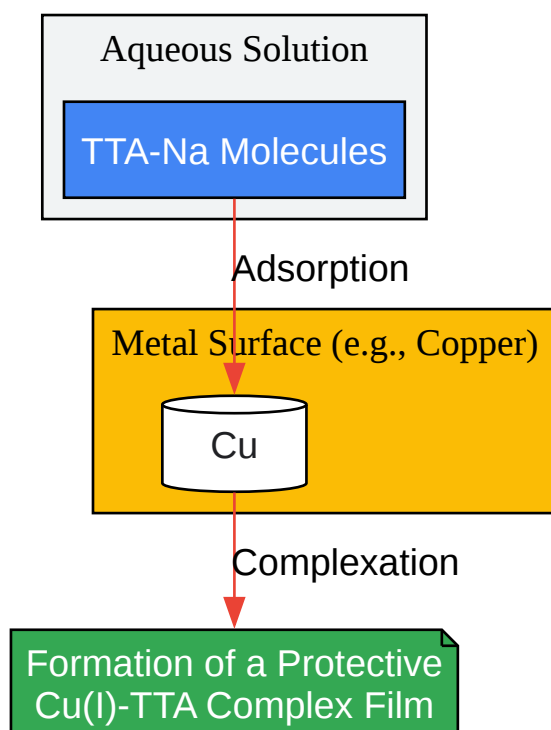 Aqueous Solution
TTA-Na Molecules
Adsorption
Metal Surface (e.g., Copper)
Cu
Complexation
Formation of a Protective
Cu(I)-TTA Complex Film